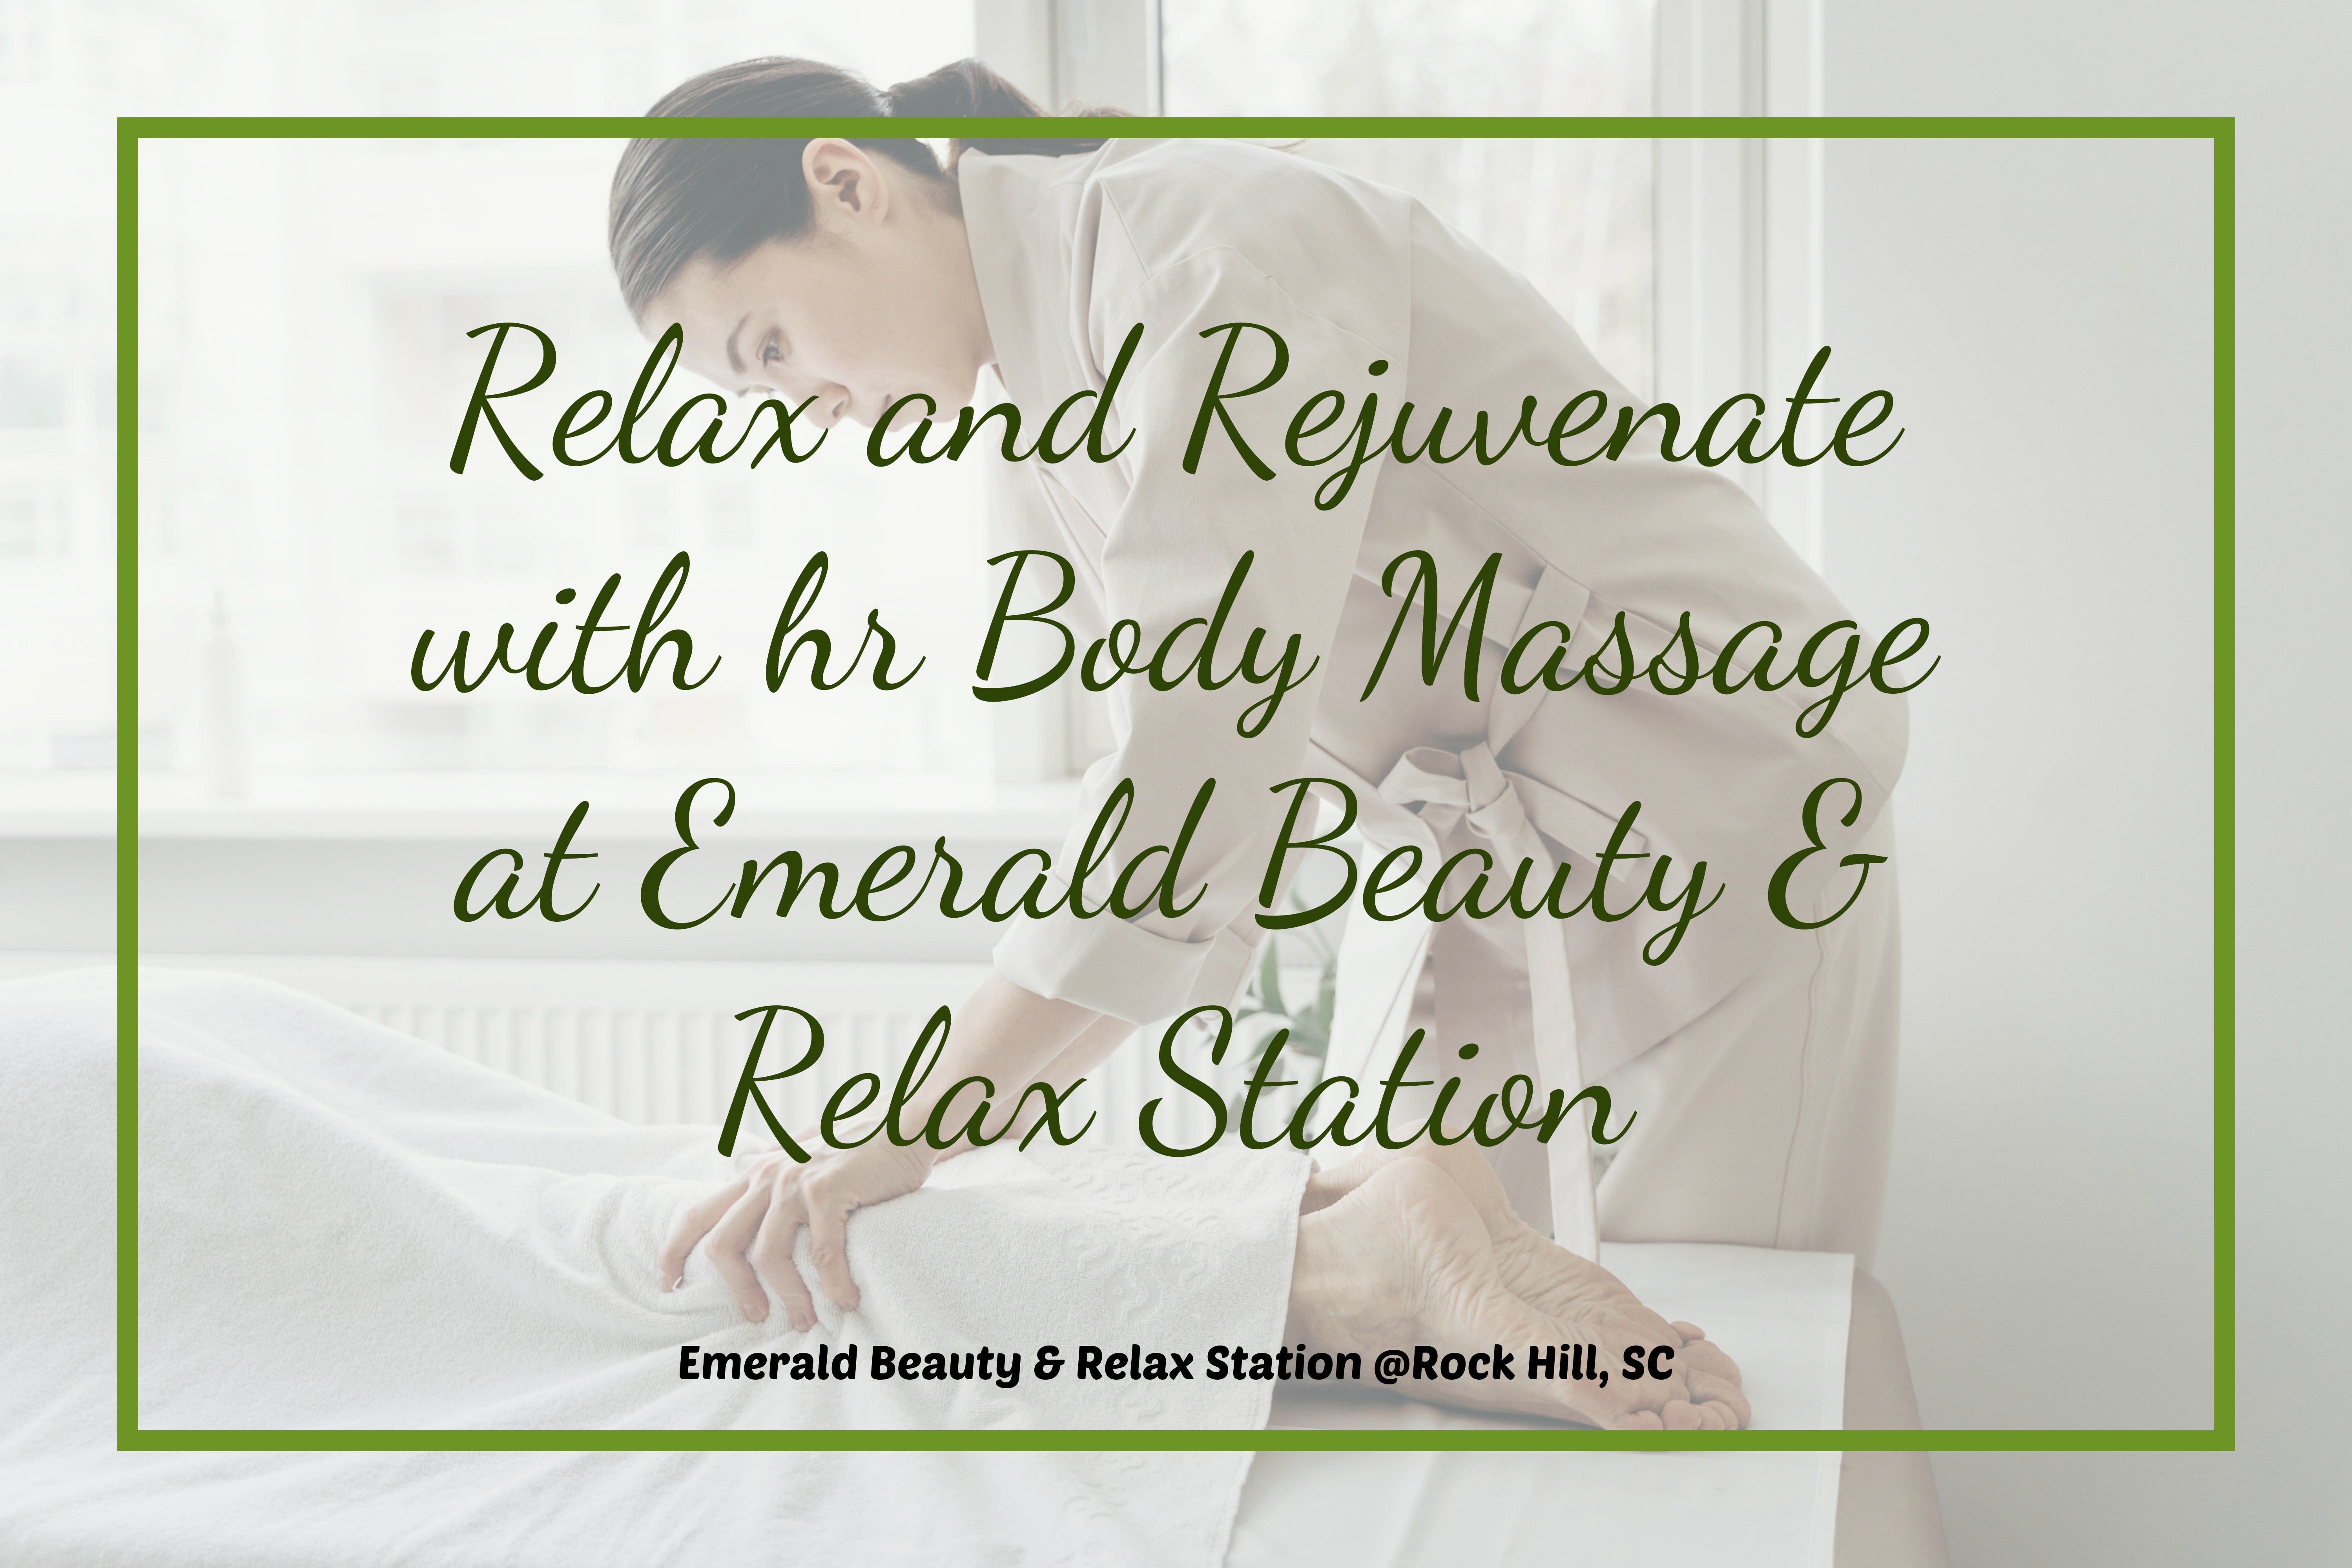 Relax and Rejuvenate
with hr Body Massage
at Emerald Beauty &
Relax Station
Emerald Beauty & Relax Station @Rock Hill, SC